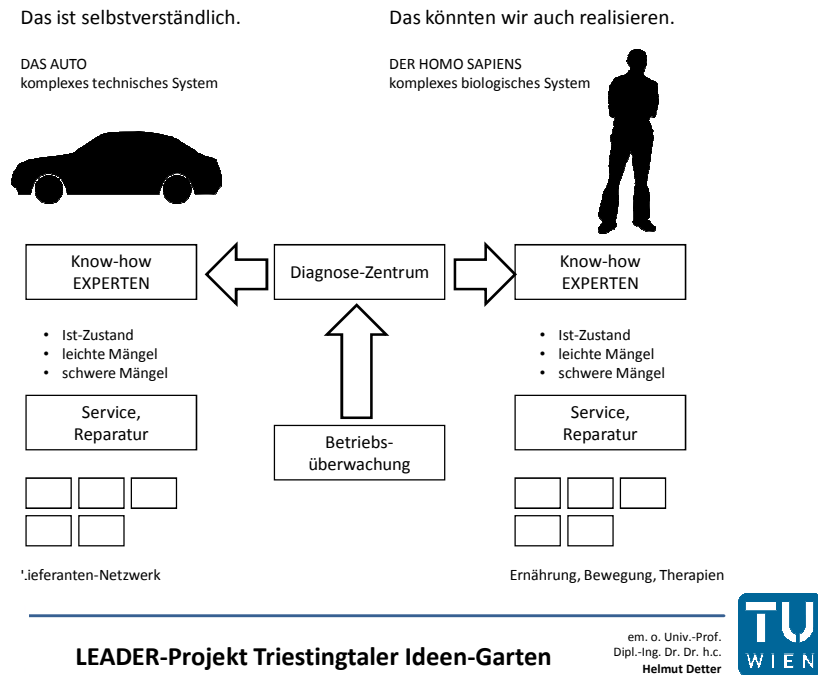 Das ist selbstverständlich.
Das könnten wir auch realisieren.
DAS AUTO
komplexes technisches System
DER HOMO SAPIENS
komplexes biologisches System
Know-how
EXPERTEN
Diagnose-Zentrum
Know-how
EXPERTEN
• Ist-Zustand
• leichte Mängel
• schwere Mängel
• Ist-Zustand
• leichte Mängel
• schwere Mängel
Service,
Reparatur
Betriebs-
überwachung
Service,
Reparatur
'.ieferanten-Netzwerk
Ernährung, Bewegung, Therapien
LEADER-Projekt Triestingtaler Ideen-Garten
em. o. Univ.-Prof.
Dipl.-Ing. Dr. Dr. h.c.
Helmut Detter
TU
WIEN